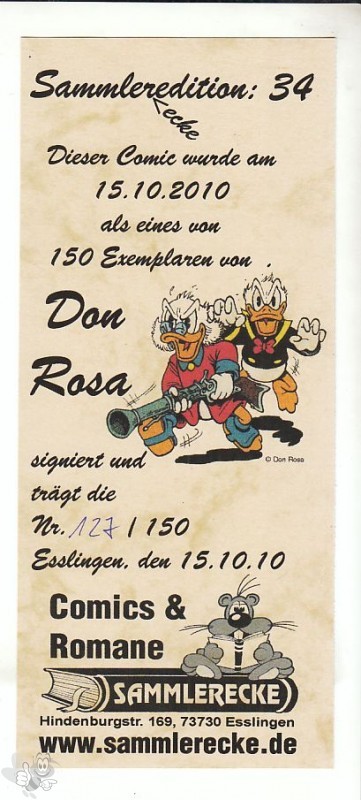 Sammleredition: 34
ecke
Dieser Comic wurde am
15.10.2010
als eines von
150 Exemplaren von .
Don
Rosa
© Don Rosa
signiert und
trägt die
Nr. 127 / 150
Esslingen, den 15.10.10
Comics &
Romane
SAMMLERECKE
Hindenburgstr. 169, 73730 Esslingen
www.sammlerecke.de